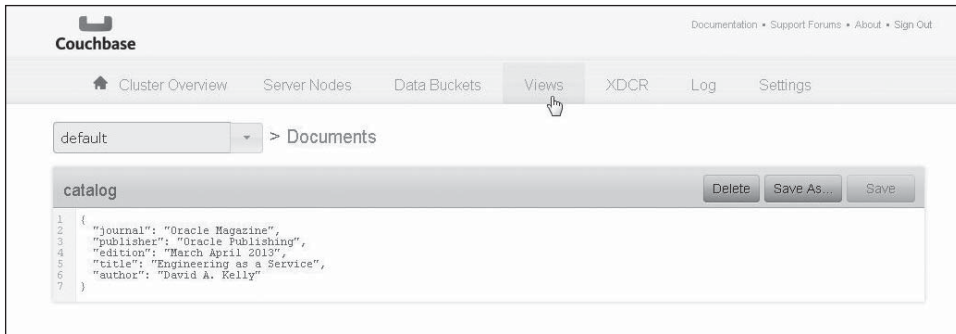 Couchbase
Documentation • Support Forums • About • Sign Out
Cluster Overview Server Nodes Data Buckets Views XDCR Log Settings
default > Documents
catalog Delete Save As... Save
1 {
2 "journal": "Oracle Magazine",
3 "publisher": "Oracle Publishing",
4 "edition": "March April 2013",
5 "title": "Engineering as a Service",
6 "author": "David A. Kelly"
7 }